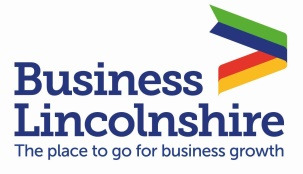 Business
Lincolnshire
The place to go for business growth